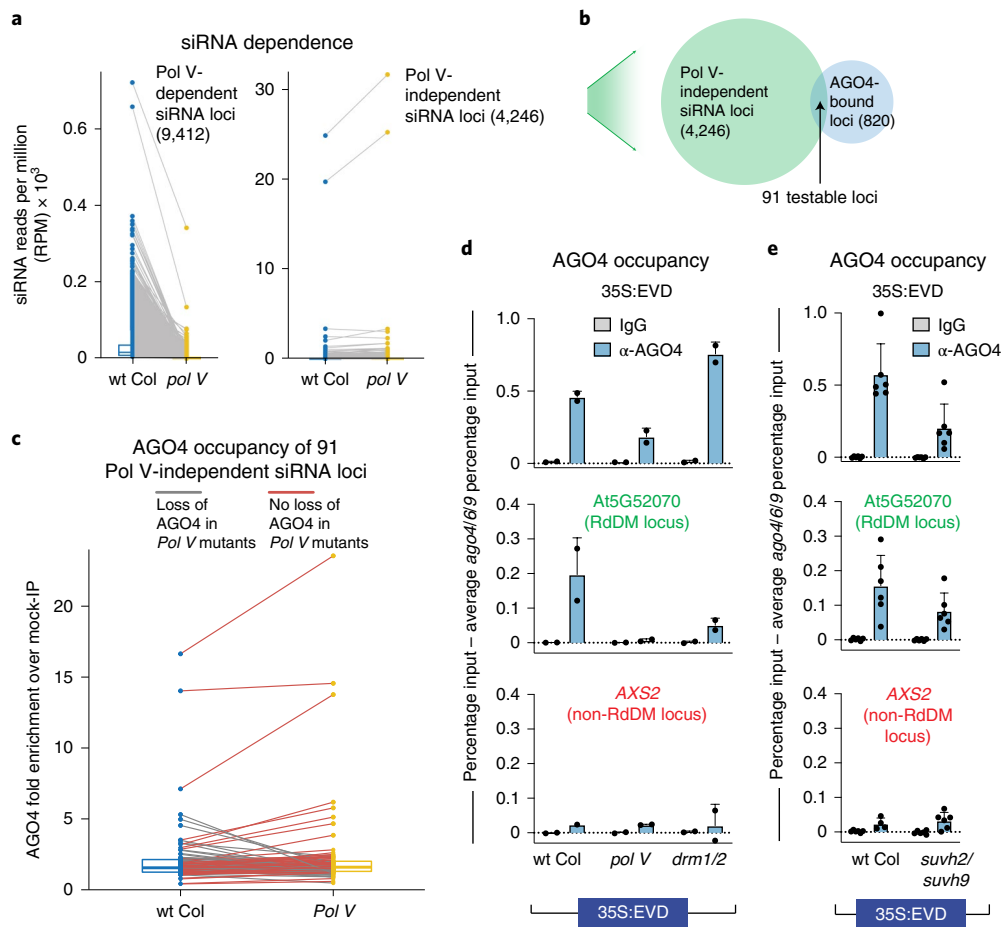 a
siRNA dependence
siRNA reads per million
(RPM) × 10³
0.6
0.4
0.2
0
Pol V-
dependent
siRNA loci
(9,412)
wt Col
pol V
30
20
10
0
Pol V-
independent
siRNA loci (4,246)
wt Col
pol V
b
Pol V-
independent
siRNA loci
(4,246)
AGO4-
bound
loci (820)
91 testable loci
c
AGO4 occupancy of 91
Pol V-independent siRNA loci
Loss of
AGO4 in
Pol V mutants
No loss of
AGO4 in
Pol V mutants
AGO4 fold enrichment over mock-IP
20
15
10
5
0
wt Col
Pol V
d
AGO4 occupancy
35S:EVD
IgG
α-AGO4
Percentage input – average ago4/6/9 percentage input
1.0
0.5
0
At5G52070
(RdDM locus)
0.4
0.3
0.2
0.1
0
AXS2
(non-RdDM locus)
0.4
0.3
0.2
0.1
0
wt Col
pol V
drm1/2
35S:EVD
e
AGO4 occupancy
35S:EVD
IgG
α-AGO4
Percentage input – average ago4/6/9 percentage input
1.0
0.5
0
At5G52070
(RdDM locus)
0.4
0.3
0.2
0.1
0
AXS2
(non-RdDM
locus)
0.4
0.3
0.2
0.1
0
wt Col
suvh2/
suvh9
35S:EVD